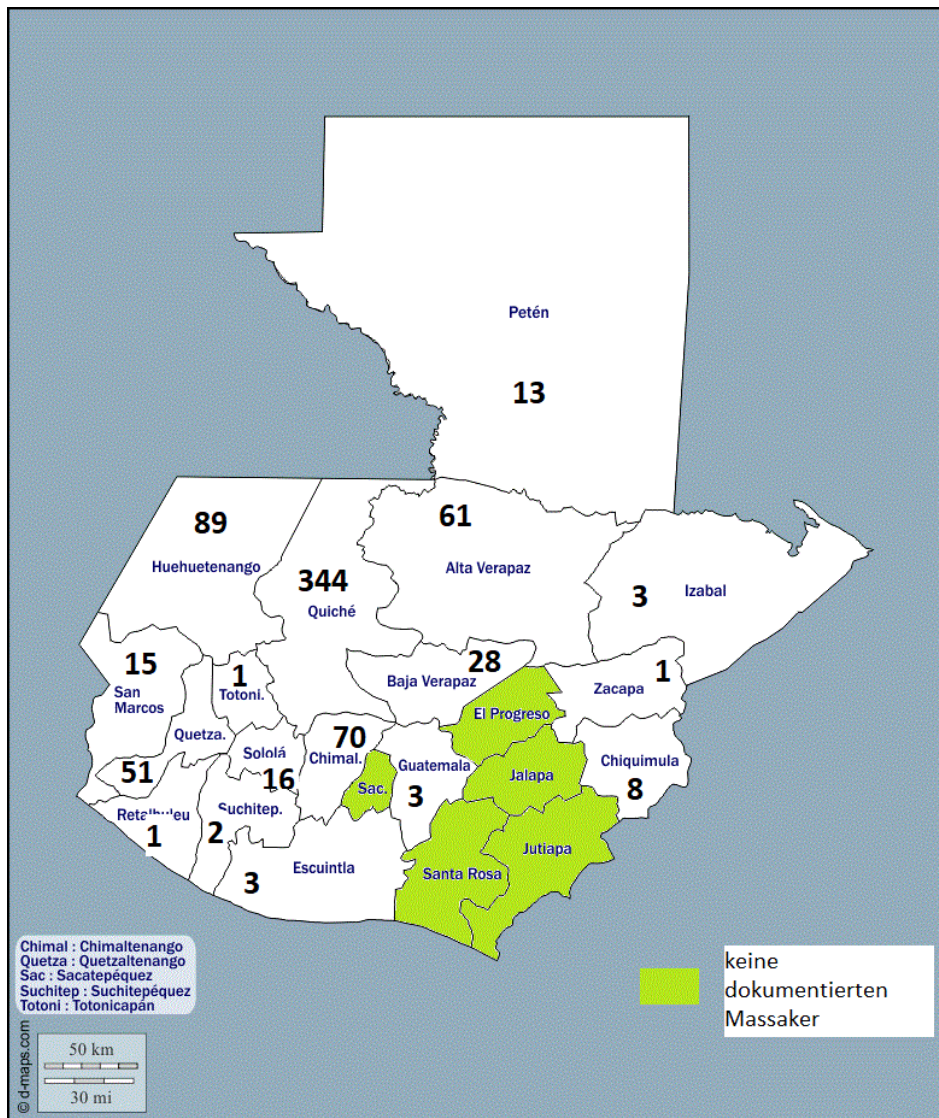 Petén
13
89
Huehuetenango
344
Quiché
61
Alta Verapaz
3
Izabal
15
San
Marcos
1
Totoni.
28
Baja Verapaz
1
Zacapa
El Progreso
Quetza.
Sololá
70
Chimal.
Guatemala
3
Jalapa
Chiquimula
8
51
16
Sac.
Retalhuleu
1
Suchitep.
2
Escuintla
3
Santa Rosa
Jutiapa
Chimal : Chimaltenango
Quetza : Quetzaltenango
Sac : Sacatepéquez
Suchitep : Suchitepéquez
Totoni : Totonicapán
keine
dokumentierten
Massaker
© d-maps.com
50 km
30 mi